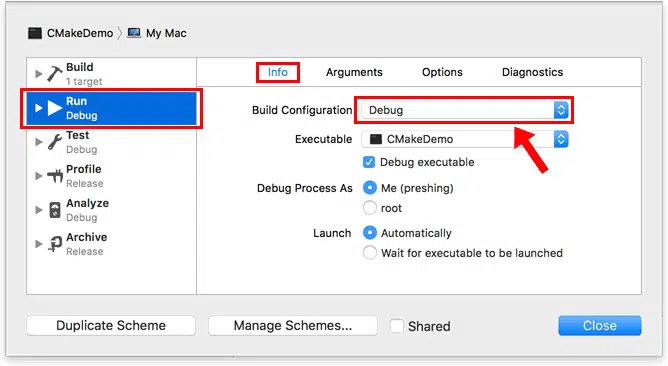 CMakeDemo 〉 My Mac
Build
1 target
Run
Debug
Test
Debug
Profile
Release
Analyze
Debug
Archive
Release
Info Arguments Options Diagnostics
Build Configuration Debug
Executable CMakeDemo
Debug executable
Debug Process As Me (preshing)
root
Launch Automatically
Wait for executable to be launched
Duplicate Scheme Manage Schemes... Shared Close